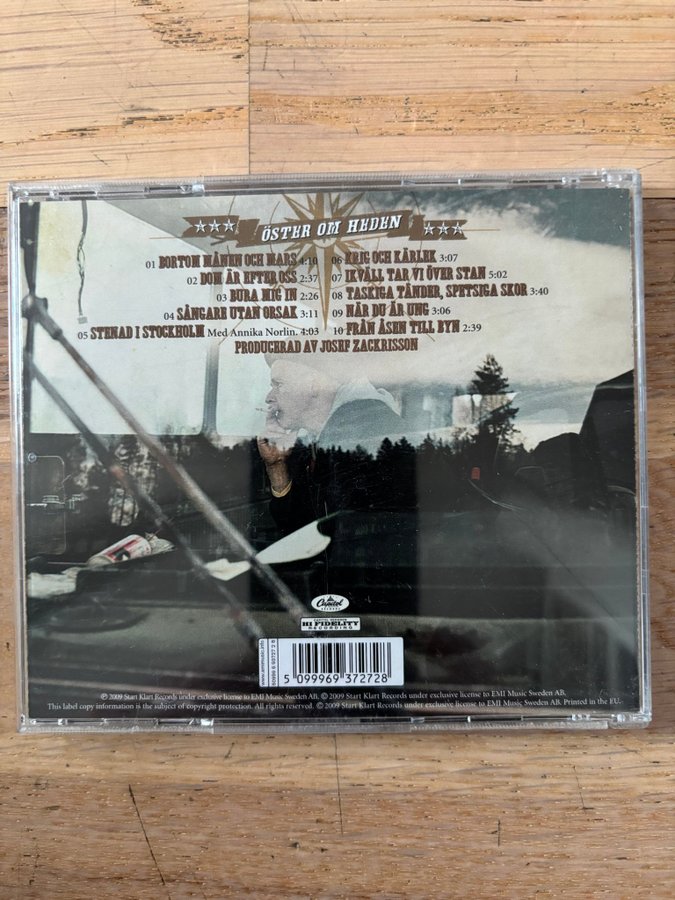 ÖSTER OM HEDEN
01 BORTOM MÅNEN OCH MARS 4:10
02 DOM ÄR EFTER OSS 2:37
03 BURA MIG IN 2:26
04 SÅNGARE UTAN ORSAK 3:11
05 STENAD I STOCKHOLM Med Annika Norlin. 4:03
06 KRIG OCH KÄRLEK 3:07
07 IKVÄLL TAR VI ÖVER STAN 5:02
08 TASKIGA TÄNDER, SPETSIGA SKOR 3:40
09 NÄR DU ÄR UNG 3:06
10 FRÅN ÅSEN TILL BYN 2:39
PRODUCERAD AV JOSEF ZACKRISSON
Capitol
HI FIDELITY
RECORDING
www.emimusic.info
5 099969 372728
℗ 2009 Start Klart Records under exclusive license to EMI Music Sweden AB. © 2009 Start Klart Records under exclusive license to EMI Music Sweden AB.
This label copy information is the subject of copyright protection. All rights reserved. © 2009 Start Klart Records under exclusive license to EMI Music Sweden AB. Printed in the EU.